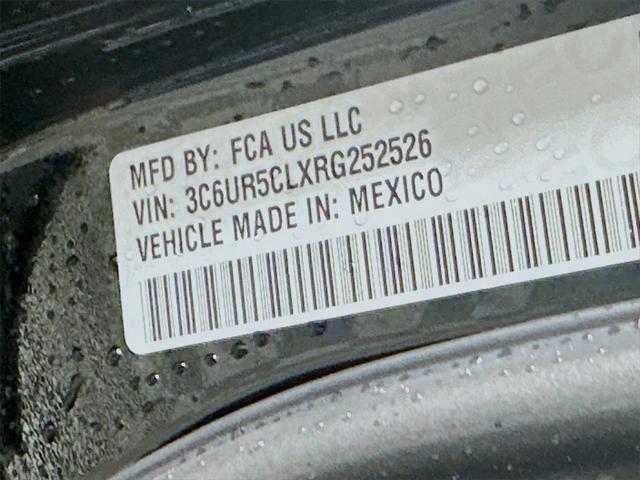 MFD BY: FCA US LLC
VIN: 3C6UR5CLXRG252526
VEHICLE MADE IN: MEXICO